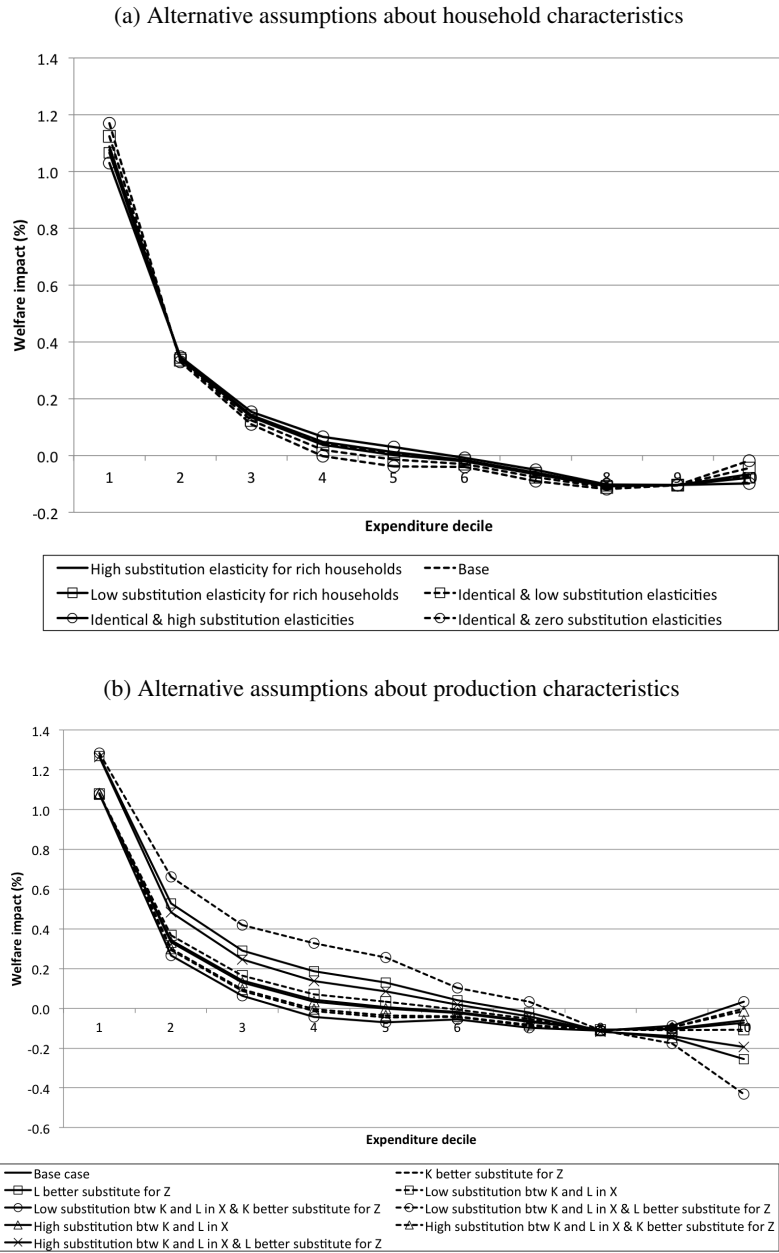 (a) Alternative assumptions about household characteristics
1.4
1.2
1.0
0.8
0.6
0.4
0.2
0.0
-0.2
Welfare impact (%)
1 2 3 4 5 6 8 9
Expenditure decile
High substitution elasticity for rich households Base
Low substitution elasticity for rich households Identical & low substitution elasticities
Identical & high substitution elasticities Identical & zero substitution elasticities
(b) Alternative assumptions about production characteristics
1.4
1.2
1.0
0.8
0.6
0.4
0.2
0.0
-0.2
-0.4
-0.6
Welfare impact (%)
1 2 3 4 5 6 10
Expenditure decile
Base case K better substitute for Z
L better substitute for Z Low substitution btw K and L in X
Low substitution btw K and L in X & K better substitute for Z Low substitution btw K and L in X & L better substitute for Z
High substitution btw K and L in X High substitution btw K and L in X & K better substitute for Z
High substitution btw K and L in X & L better substitute for Z